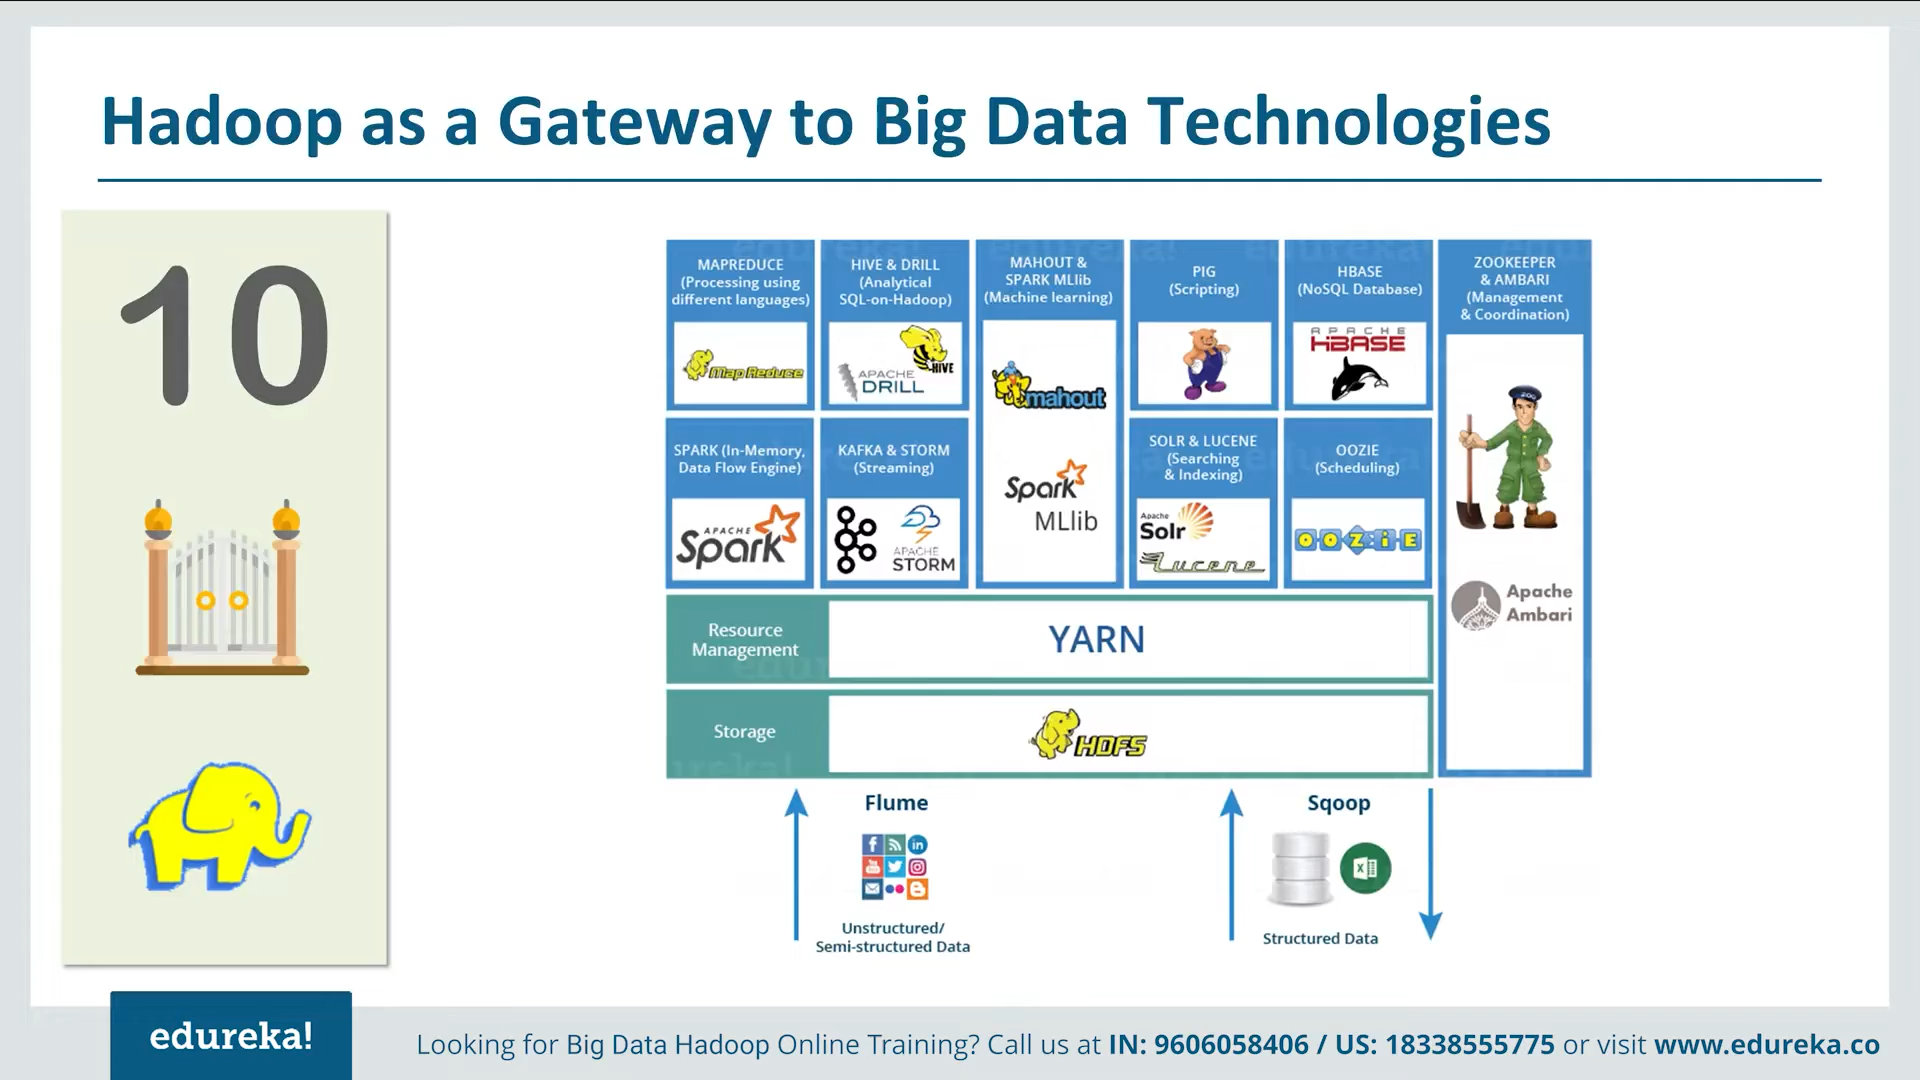 Hadoop as a Gateway to Big Data Technologies
10
MAPREDUCE
(Processing using
different languages)
Map Reduce
HIVE & DRILL
(Analytical
SQL-on-Hadoop)
HIVE
APACHE
DRILL
MAHOUT &
SPARK MLlib
(Machine learning)
mahout
Spark
MLlib
PIG
(Scripting)
HBASE
(NoSQL Database)
APACHE
HBASE
ZOOKEEPER
& AMBARI
(Management
& Coordination)
ZOO
Apache
Ambari
SPARK (In-Memory,
Data Flow Engine)
APACHE
Spark
KAFKA & STORM
(Streaming)
APACHE
STORM
SOLR & LUCENE
(Searching
& Indexing)
Apache
Solr
Lucene
OOZIE
(Scheduling)
OOZIE
Resource
Management
YARN
Storage
HDFS
Flume
Unstructured/
Semi-structured Data
Sqoop
Structured Data
edureka!
Looking for Big Data Hadoop Online Training? Call us at IN: 9606058406 / US: 18338555775 or visit www.edureka.co